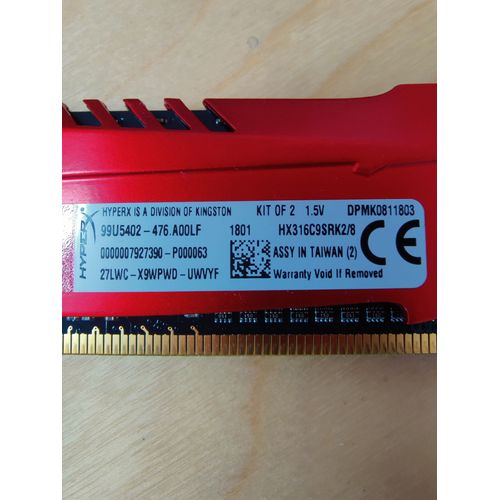 HYPERX
HYPERX IS A DIVISION OF KINGSTON KIT OF 2 1.5V DPMK0811803
99U5402-476.A00LF 1801 HX316C9SRK2/8
0000007927390-P000063 ASSY IN TAIWAN (2) CE
27LWC-X9WPWD-UWVYF Warranty Void If Removed